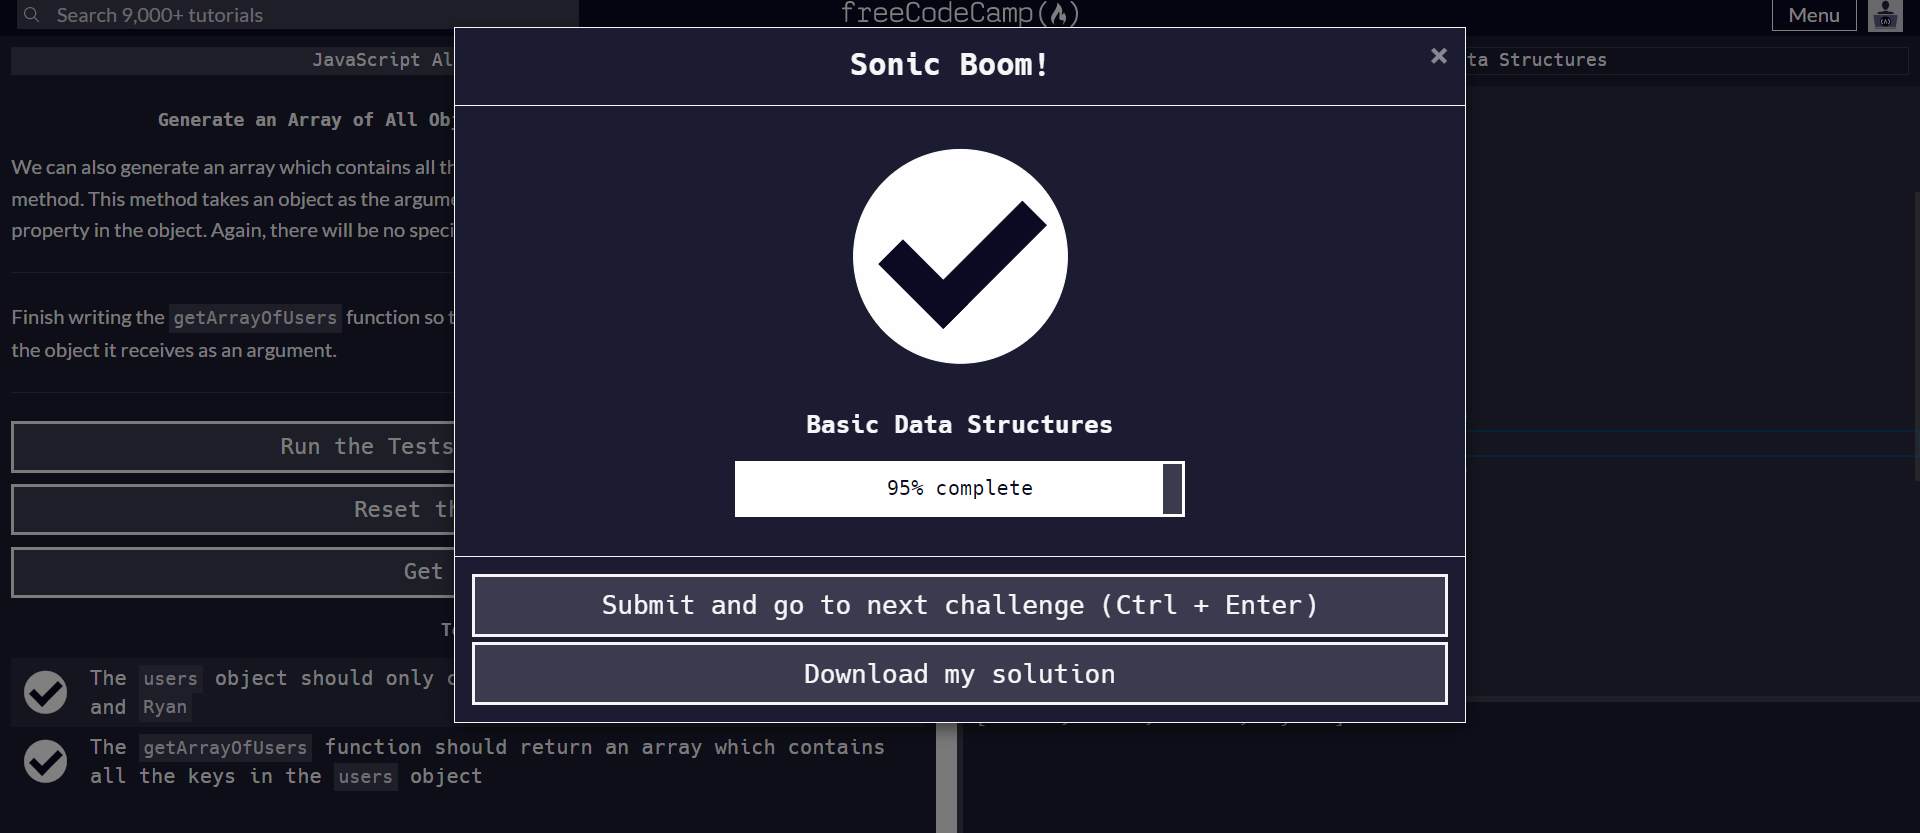 Search 9,000+ tutorials
freeCodeCamp(🔥)
Menu
JavaScript Al
ta Structures
Sonic Boom!
×
Generate an Array of All Obj
We can also generate an array which contains all th
method. This method takes an object as the argume
property in the object. Again, there will be no speci
Finish writing the getArrayOfUsers function so t
the object it receives as an argument.
Run the Tests
Reset th
Get
Te
The users object should only c
and Ryan
The getArrayOfUsers function should return an array which contains
all the keys in the users object
Basic Data Structures
95% complete
Submit and go to next challenge (Ctrl + Enter)
Download my solution